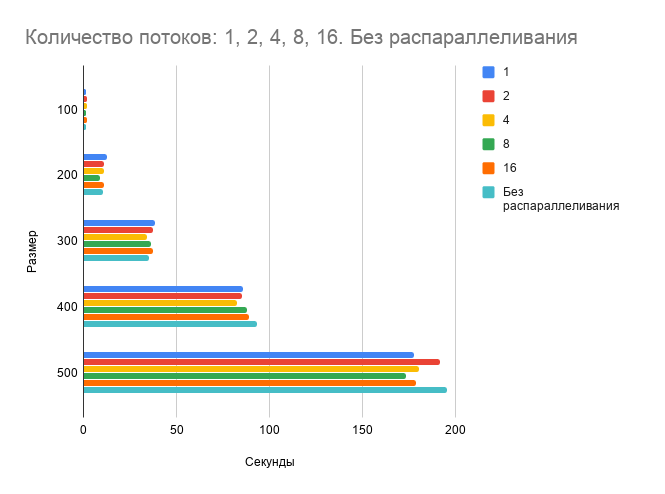 Количество потоков: 1, 2, 4, 8, 16. Без распараллеливания
1
2
4
8
16
Без
распараллеливания
100
200
300
400
500
Размер
0 50 100 150 200
Секунды